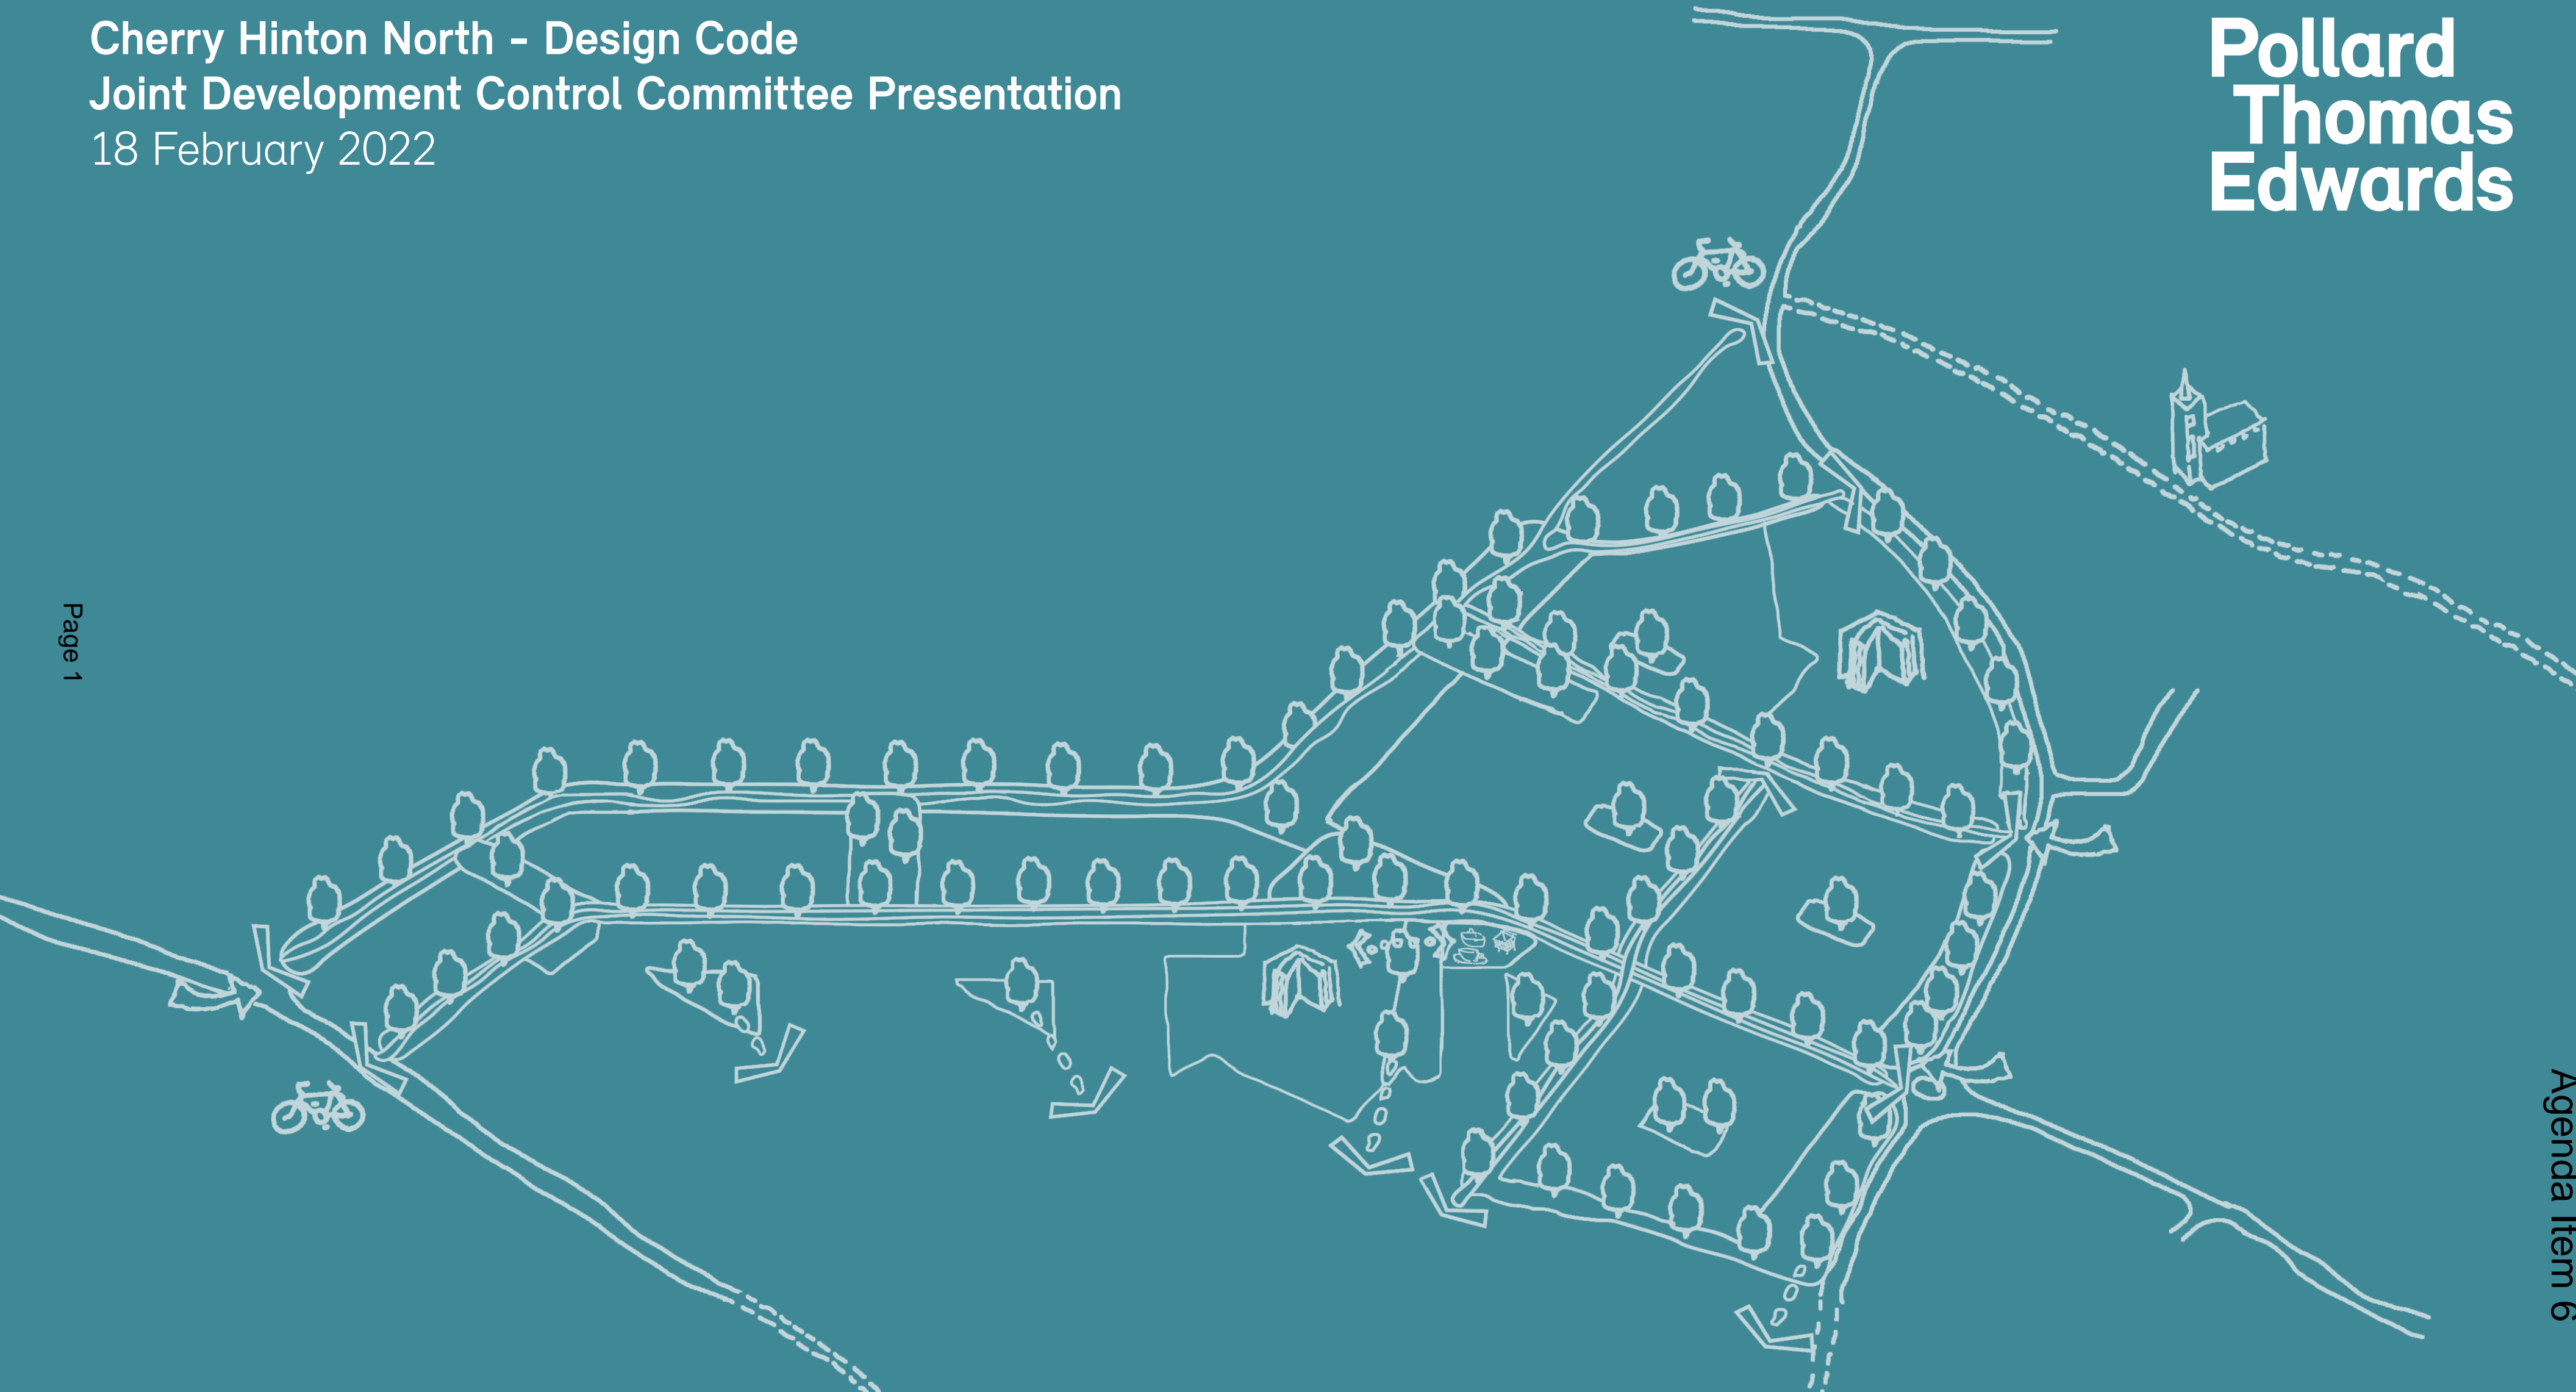 Cherry Hinton North - Design Code
Joint Development Control Committee Presentation
18 February 2022
Pollard
Thomas
Edwards
Page 1
Agenda Item 6